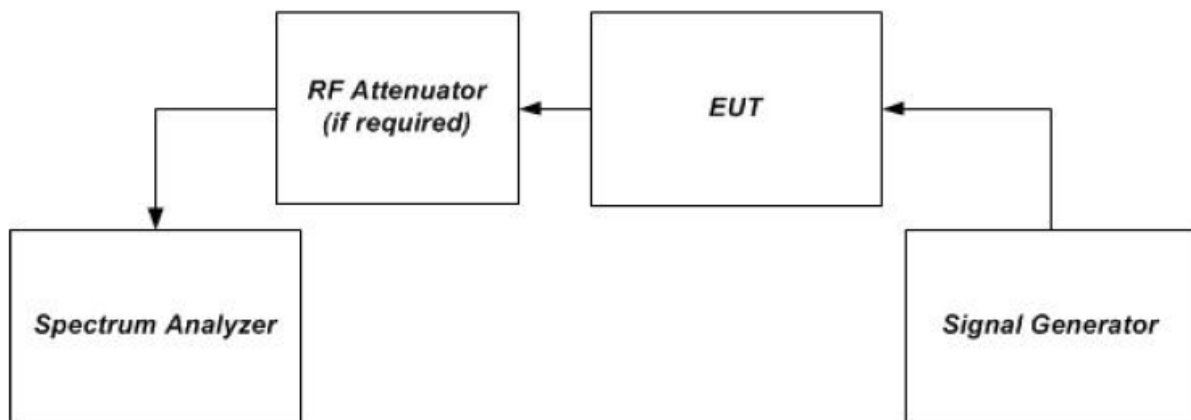 RF Attenuator
(if required)
EUT
Spectrum Analyzer
Signal Generator